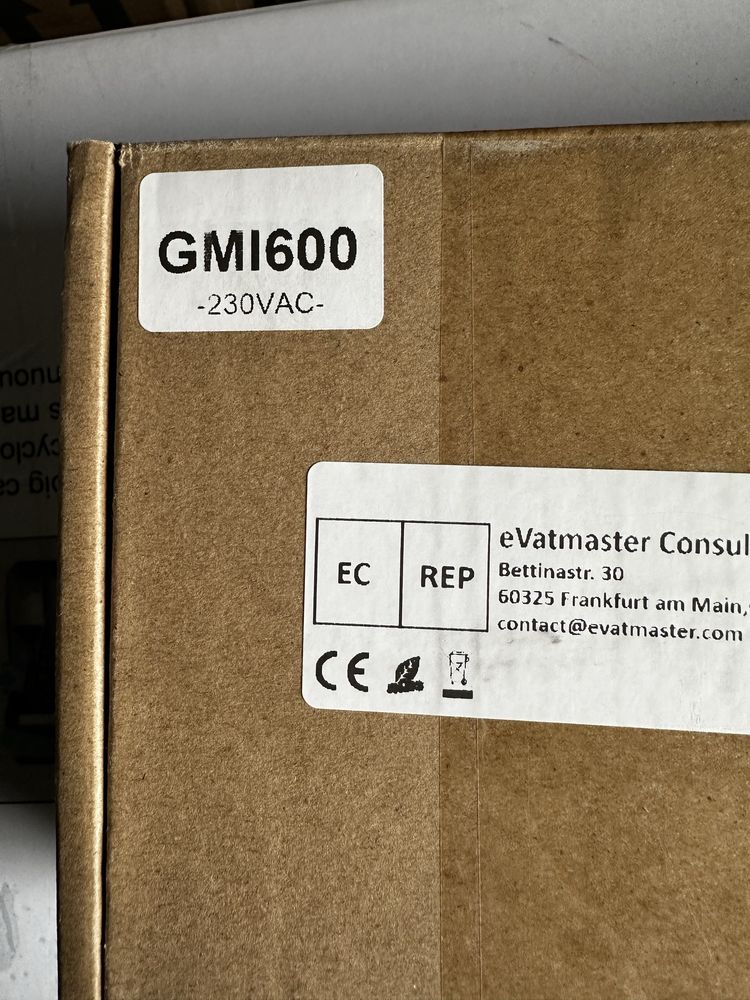 GMI600
-230VAC-
EC
REP
eVatmaster Consul
Bettinastr. 30
60325 Frankfurt am Main,
contact@evatmaster.com
CE